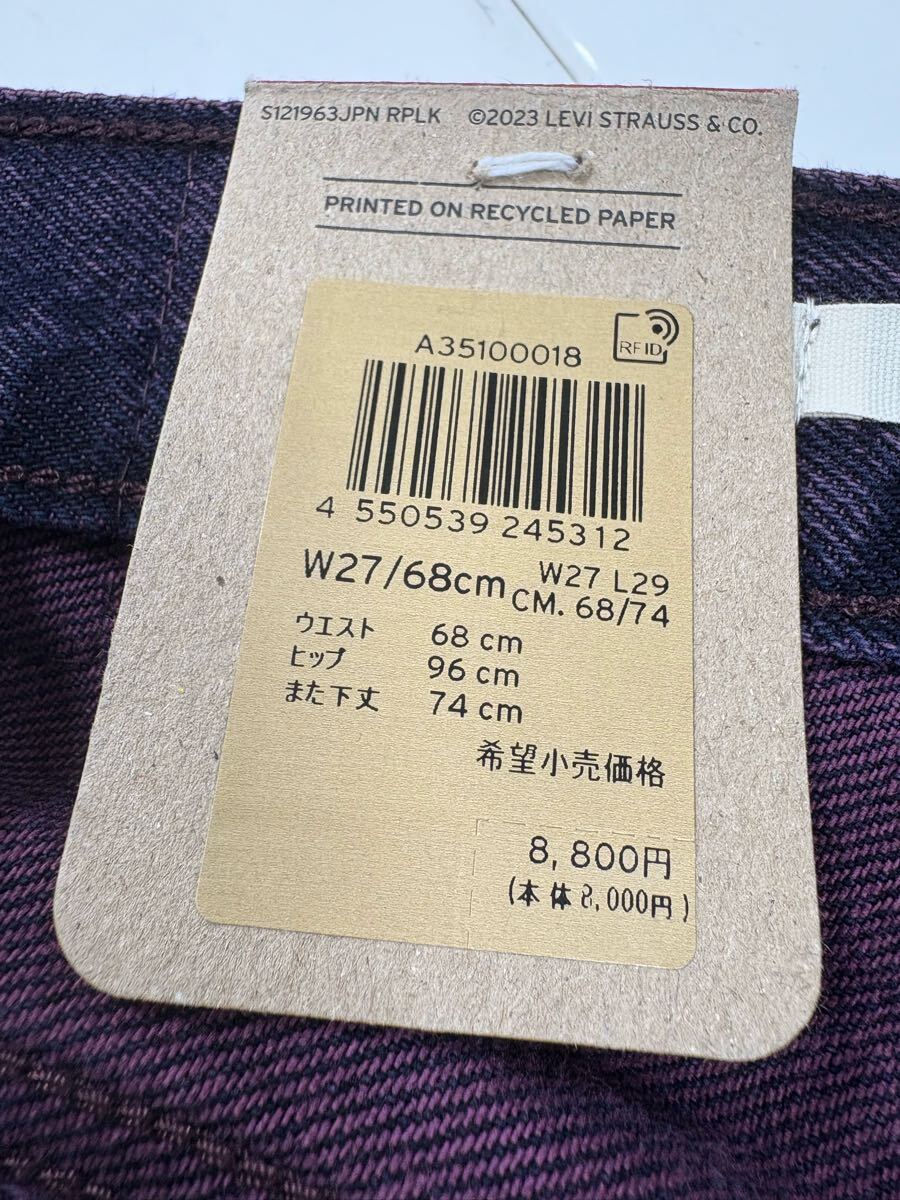 S121963JPN RPLK ©2023 LEVI STRAUSS & CO.
PRINTED ON RECYCLED PAPER
RFID
A35100018
4 550539 245312
W27/68cm
W27 L29
CM. 68/74
ウエスト 68 cm
ヒップ 96 cm
また下丈 74 cm
希望小売価格
8,800円
(本体8,000円)